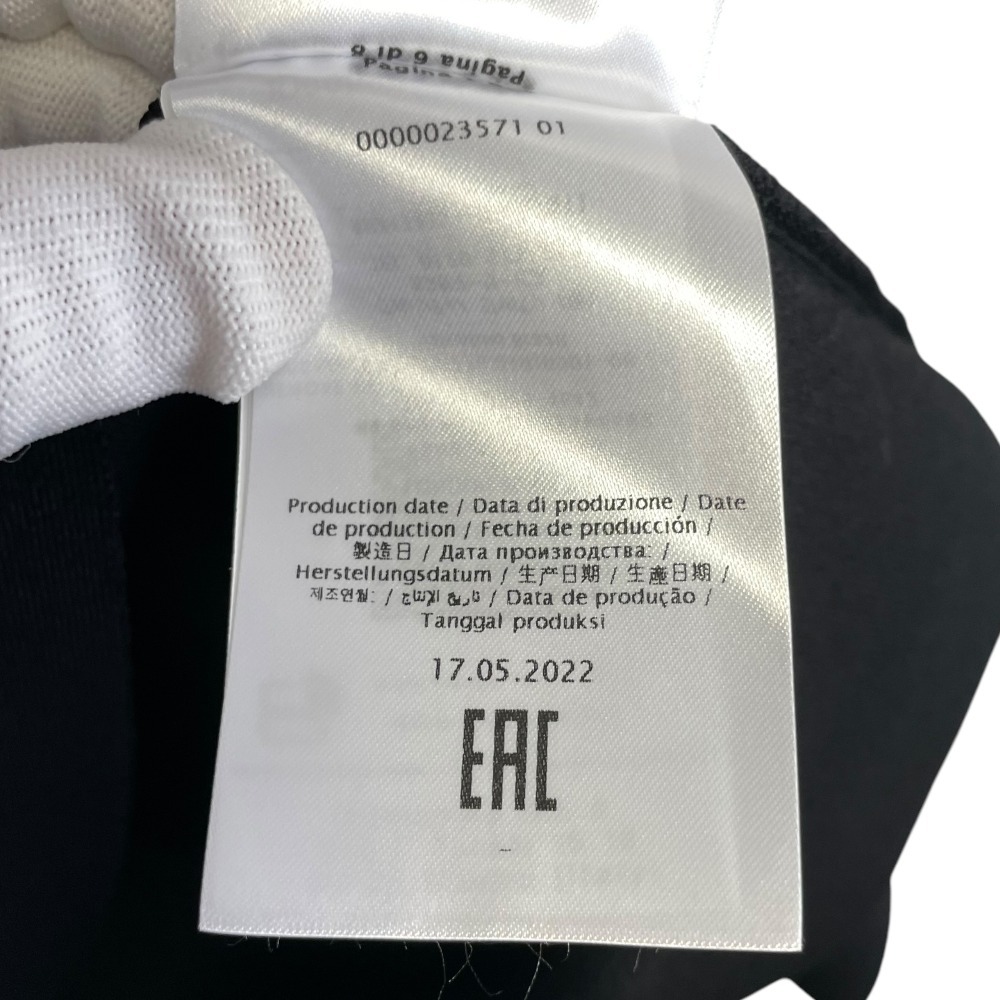 Pagina 6 di 6
Pagina
0000023571 01
Production date / Data di produzione / Date
de production / Fecha de producción /
製造日 / Дата производства: /
Herstellungsdatum / 生产日期 / 生產日期 /
제조연월: / تاريخ الإنتاج / Data de produção /
Tanggal produksi
17.05.2022
EAC